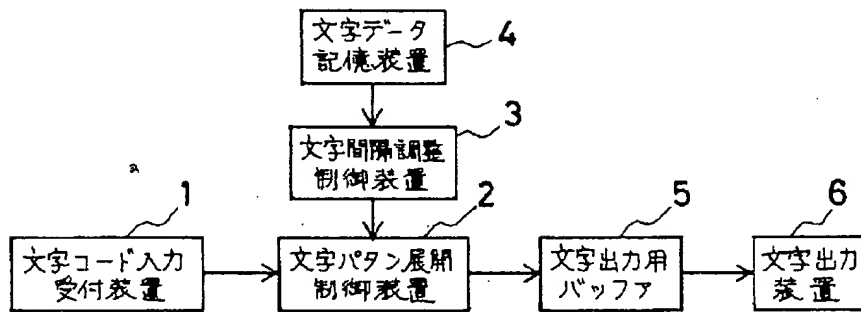 文字データ
記憶装置
4
文字間隔調整
制御装置
3
1
文字コード入力
受付装置
2
文字パタン展開
制御装置
5
文字出力用
バッファ
6
文字出力
装置